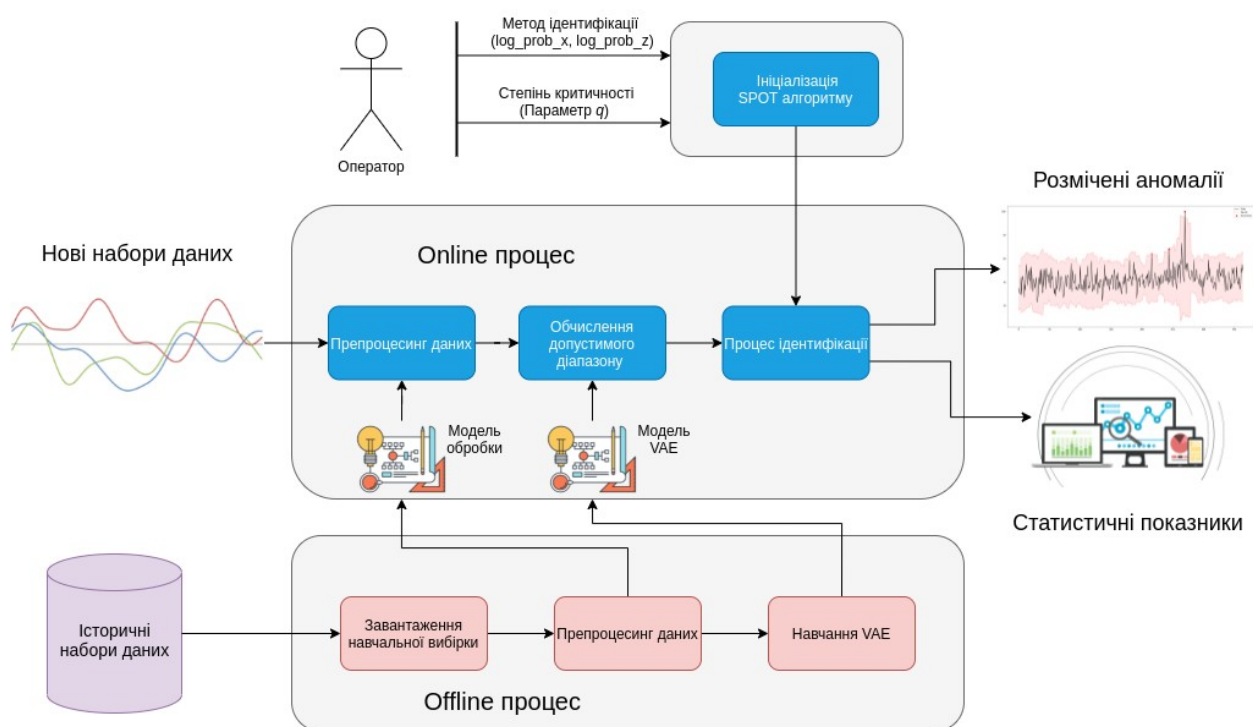 Метод ідентифікації
(log_prob_x, log_prob_z)
Степінь критичності
(Параметр q)
Оператор
Ініціалізація
SPOT алгоритму
Розмічені аномалії
Нові набори даних
Online процес
Препроцесинг даних
Обчислення
допустимого
діапазону
Процес ідентифікації
Модель
обробки
Модель
VAE
Статистичні показники
Історичні
набори даних
Завантаження
навчальної вибірки
Препроцесинг даних
Навчання VAE
Offline процес